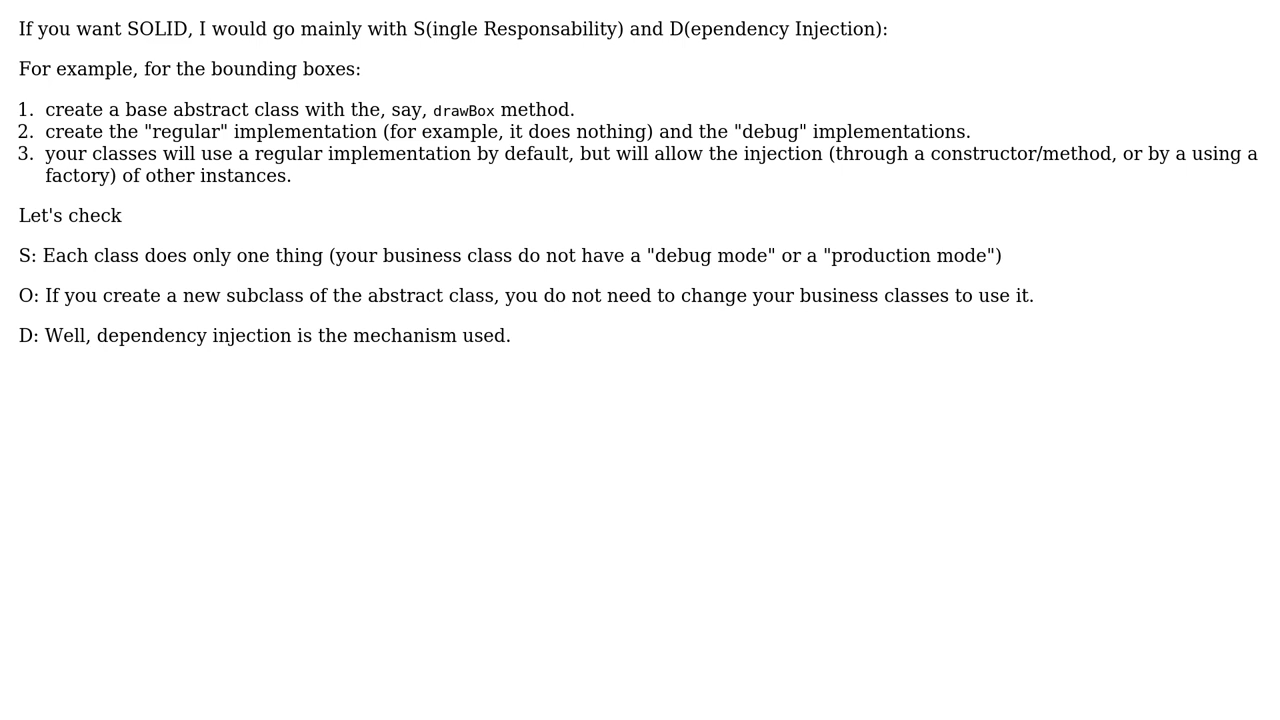 If you want SOLID, I would go mainly with S(ingle Responsability) and D(ependency Injection):
For example, for the bounding boxes:
1. create a base abstract class with the, say, drawBox method.
2. create the "regular" implementation (for example, it does nothing) and the "debug" implementations.
3. your classes will use a regular implementation by default, but will allow the injection (through a constructor/method, or by a using a
factory) of other instances.
Let's check
S: Each class does only one thing (your business class do not have a "debug mode" or a "production mode")
O: If you create a new subclass of the abstract class, you do not need to change your business classes to use it.
D: Well, dependency injection is the mechanism used.